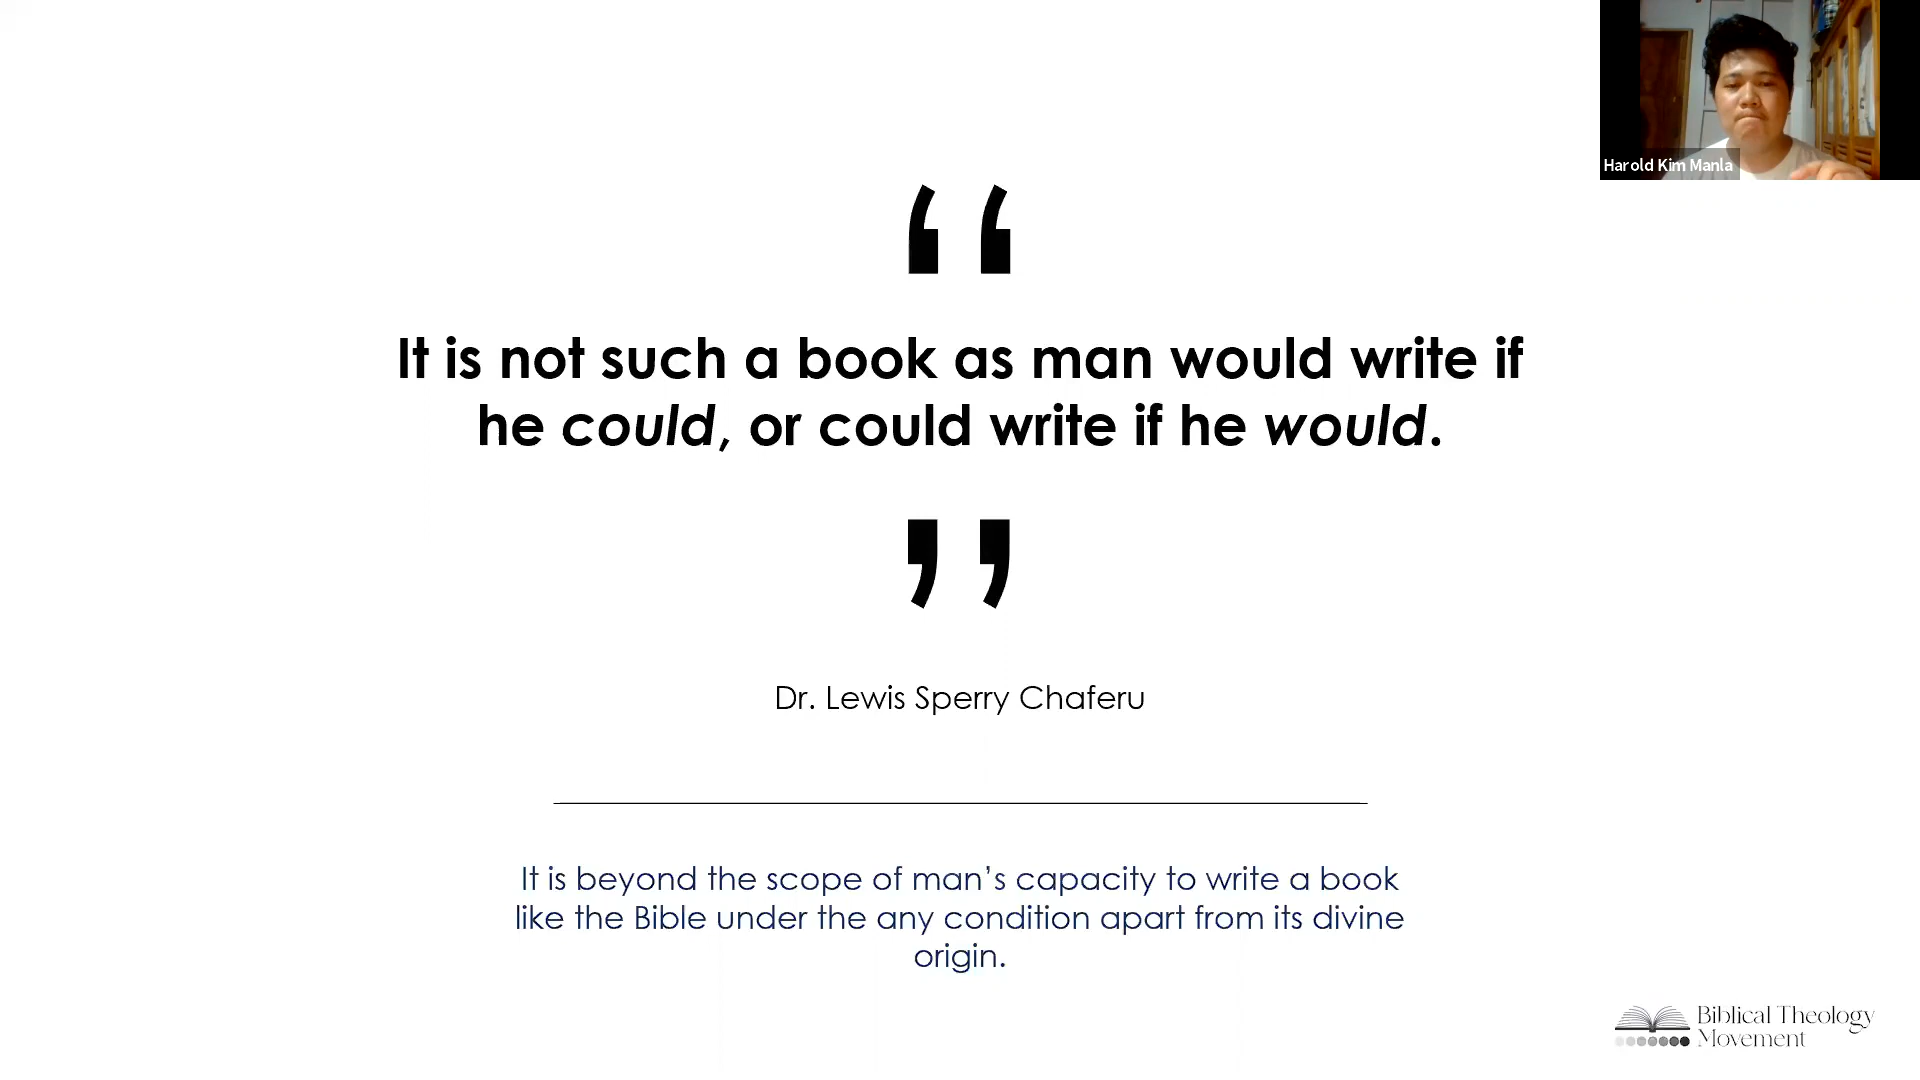 Harold Kim Manla
“
It is not such a book as man would write if
he could, or could write if he would.
”
Dr. Lewis Sperry Chaferu
It is beyond the scope of man’s capacity to write a book
like the Bible under the any condition apart from its divine
origin.
Biblical Theology
Movement